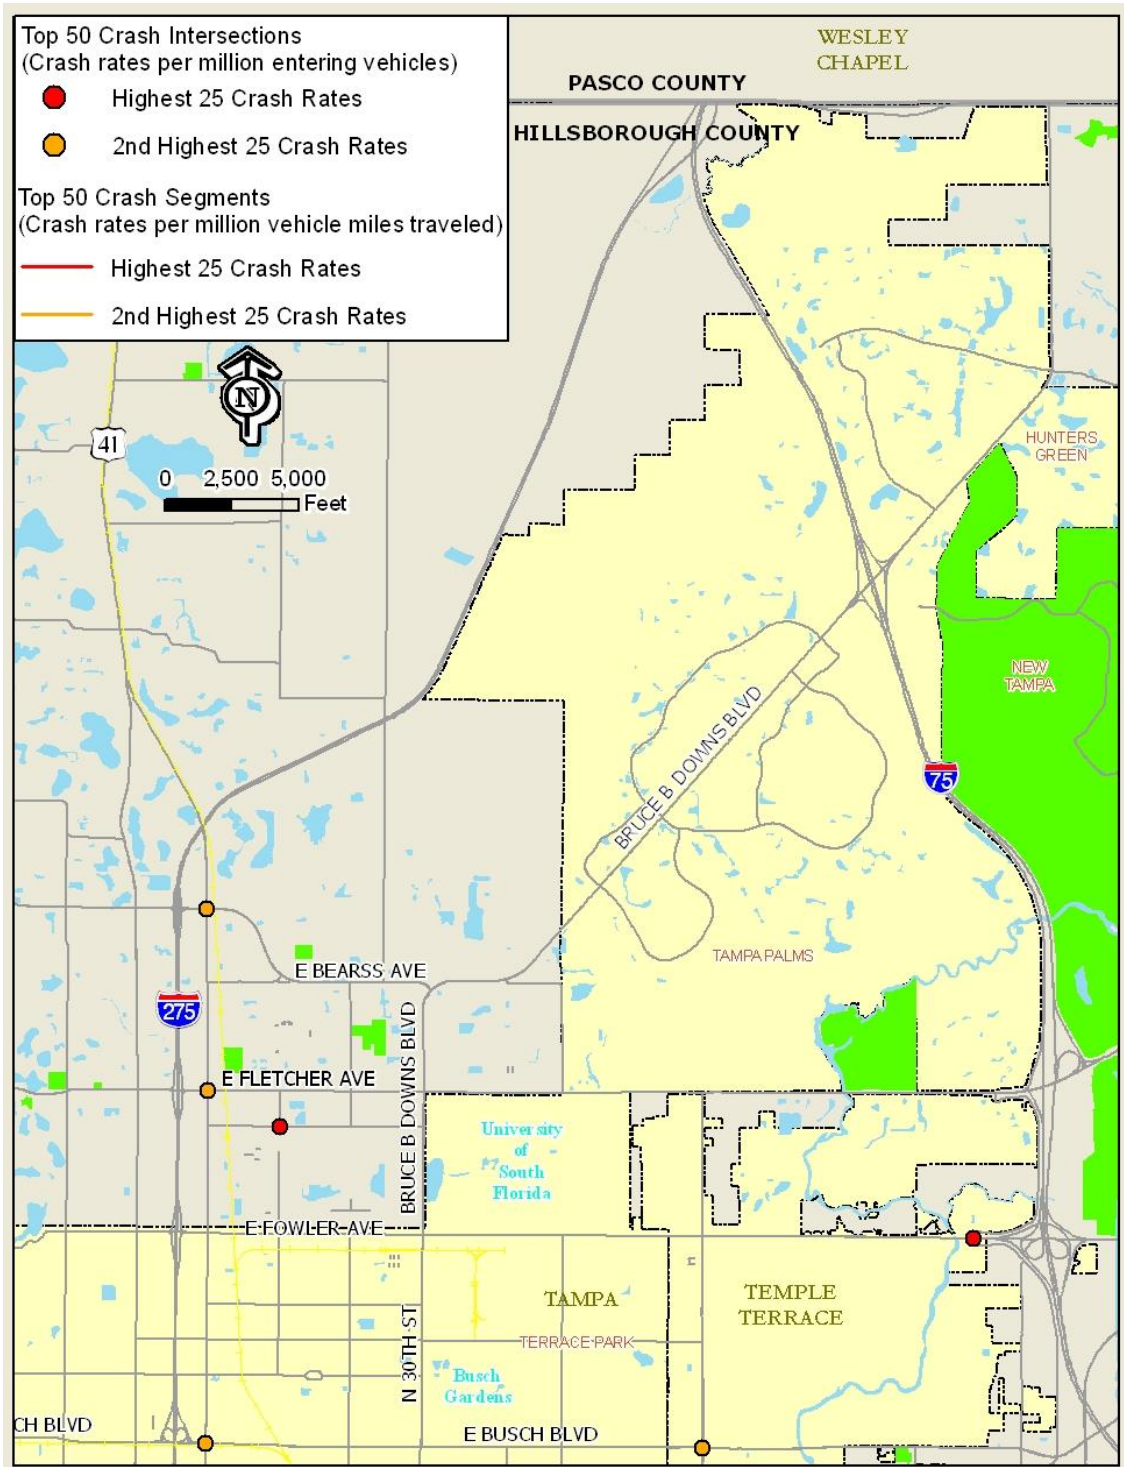 Top 50 Crash Intersections
(Crash rates per million entering vehicles)
Highest 25 Crash Rates
2nd Highest 25 Crash Rates
Top 50 Crash Segments
(Crash rates per million vehicle miles traveled)
Highest 25 Crash Rates
2nd Highest 25 Crash Rates
WESLEY
CHAPEL
PASCO COUNTY
HILLSBOROUGH COUNTY
N
41
0 2,500 5,000
Feet
HUNTERS
GREEN
NEW
TAMPA
BRUCE B DOWNS BLVD
75
TAMPA PALMS
E BEARSS AVE
275
BRUCE B DOWNS BLVD
E FLETCHER AVE
University
of
South
Florida
E FOWLER AVE
TAMPA
TEMPLE
TERRACE
TERRACE PARK
N 30TH ST
Busch
Gardens
CH BLVD
E BUSCH BLVD